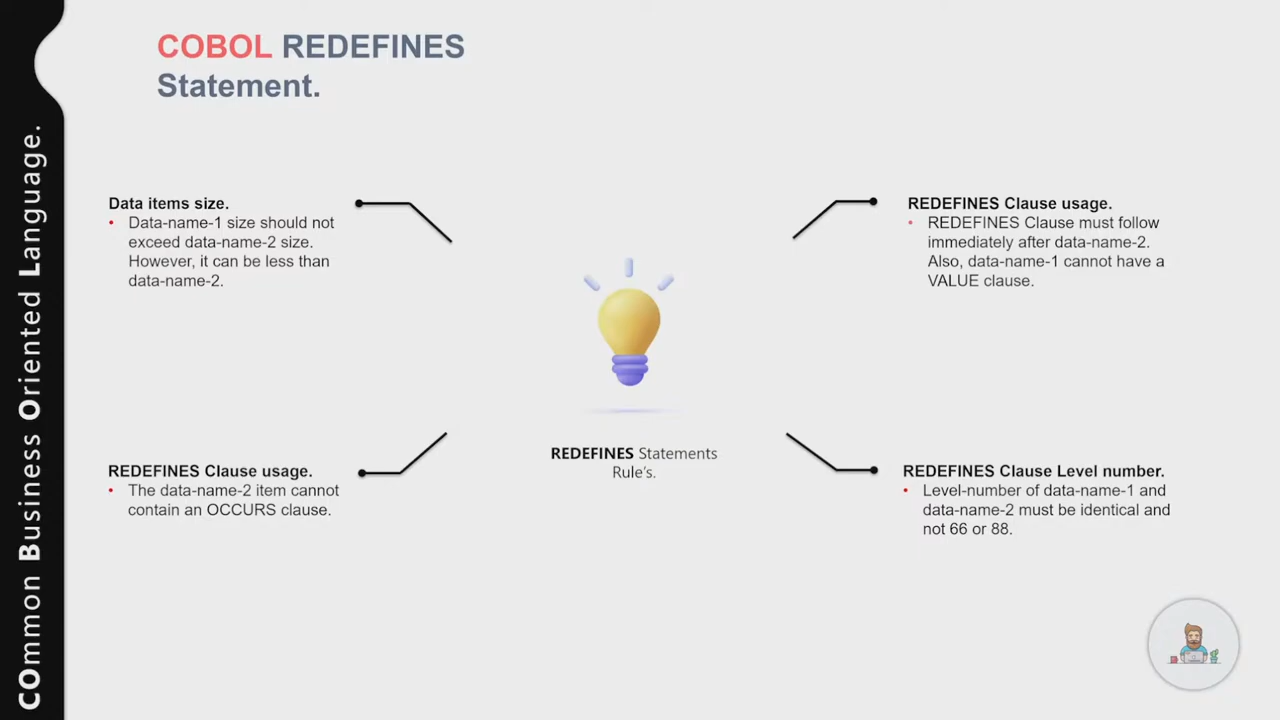 COBOL REDEFINES
Statement.
COmmon Business Oriented Language.
Data items size.
• Data-name-1 size should not
exceed data-name-2 size.
However, it can be less than
data-name-2.
REDEFINES Clause usage.
• REDEFINES Clause must follow
immediately after data-name-2.
Also, data-name-1 cannot have a
VALUE clause.
REDEFINES Clause usage.
• The data-name-2 item cannot
contain an OCCURS clause.
REDEFINES Statements
Rule's.
REDEFINES Clause Level number.
• Level-number of data-name-1 and
data-name-2 must be identical and
not 66 or 88.